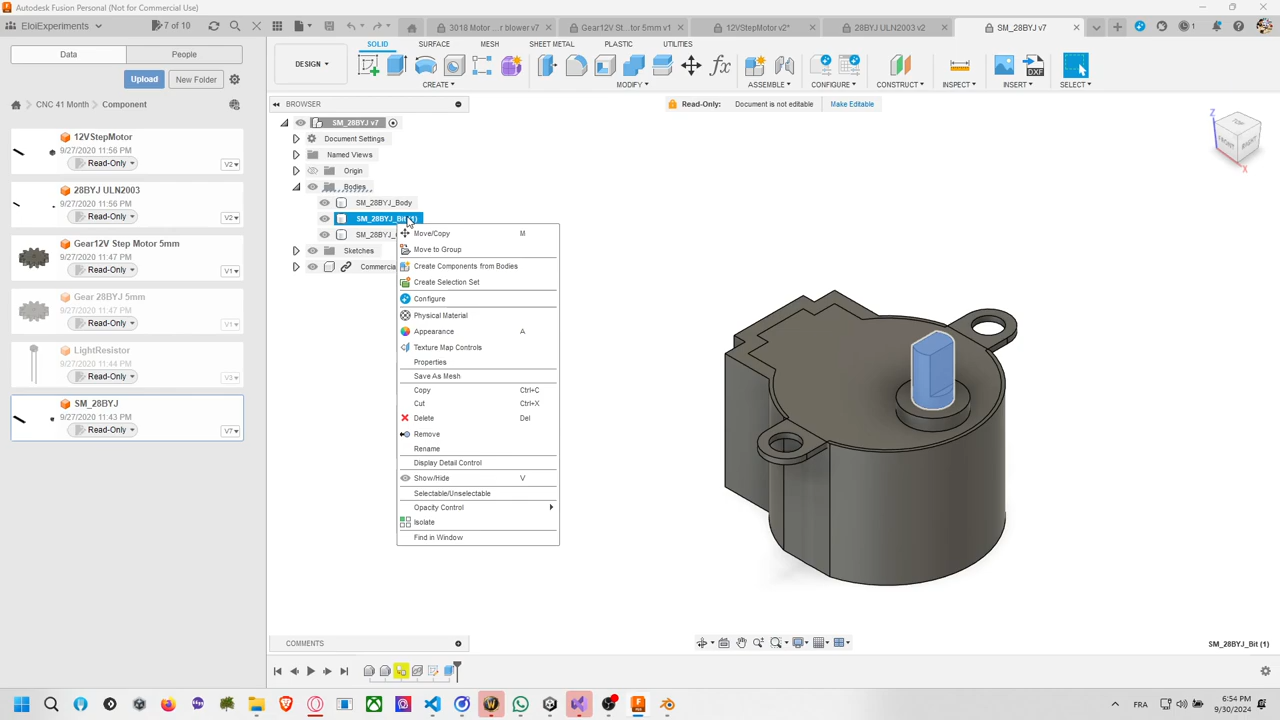 Autodesk Fusion Personal (Not for Commercial Use)
EloiExperiments
7 of 10
3018 Motor ... r blower v7
Gear12V St... tor 5mm v1
12VStepMotor v2*
28BYJ ULN2003 v2
SM_28BYJ v7
1
Data
People
SOLID
SURFACE
MESH
SHEET METAL
PLASTIC
UTILITIES
DESIGN
CREATE
MODIFY
ASSEMBLE
CONFIGURE
CONSTRUCT
INSPECT
INSERT
SELECT
Upload
New Folder
CNC 41 Month
Component
BROWSER
Read-Only:
Document is not editable
Make Editable
12VStepMotor
9/27/2020 11:56 PM
Read-Only
V2
28BYJ ULN2003
9/27/2020 11:56 PM
Read-Only
V2
Gear12V Step Motor 5mm
9/27/2020 11:47 PM
Read-Only
V1
Gear 28BYJ 5mm
9/27/2020 11:47 PM
Read-Only
V1
LightResistor
9/27/2020 11:44 PM
Read-Only
V3
SM_28BYJ
9/27/2020 11:43 PM
Read-Only
V7
SM_28BYJ v7
Document Settings
Named Views
Origin
Bodies
SM_28BYJ_Body
SM_28BYJ_Bit (1)
SM_28BYJ_
Sketches
Commercia
Move/Copy M
Move to Group
Create Components from Bodies
Create Selection Set
Configure
Physical Material
Appearance A
Texture Map Controls
Properties
Save As Mesh
Copy Ctrl+C
Cut Ctrl+X
Delete Del
Remove
Rename
Display Detail Control
Show/Hide V
Selectable/Unselectable
Opacity Control
Isolate
Find in Window
Z
TOP
FRONT
RIGHT
X
COMMENTS
SM_28BYJ_Bit (1)
FRA
6:54 PM
9/30/2024